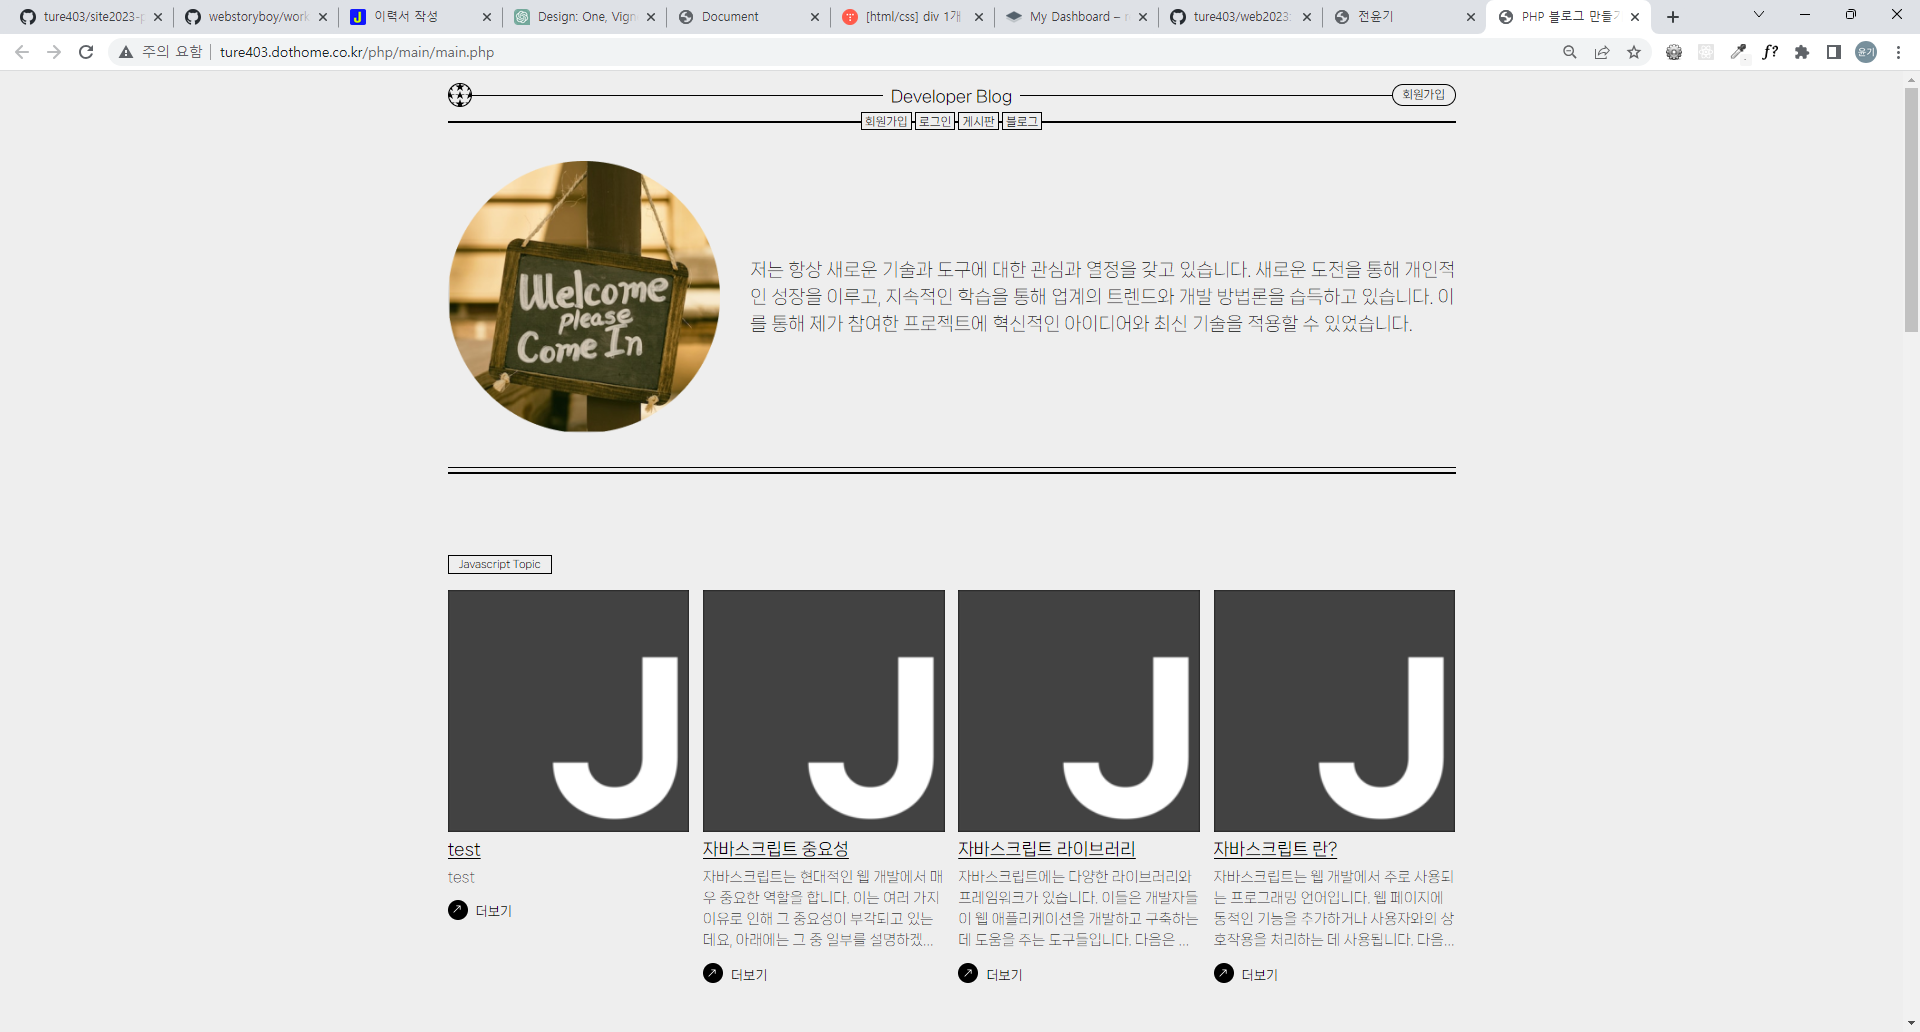 ture403/site2023-p
webstoryboy/work
이력서 작성
Design: One, Vign
Document
[html/css] div 1개
My Dashboard –
ture403/web2023
전윤기
PHP 블로그 만들기
주의 요함
ture403.dothome.co.kr/php/main/main.php
f?
윤기
Developer Blog
회원가입
회원가입 로그인 게시판 블로그
Welcome
please
Come In
저는 항상 새로운 기술과 도구에 대한 관심과 열정을 갖고 있습니다. 새로운 도전을 통해 개인적
인 성장을 이루고, 지속적인 학습을 통해 업계의 트렌드와 개발 방법론을 습득하고 있습니다. 이
를 통해 제가 참여한 프로젝트에 혁신적인 아이디어와 최신 기술을 적용할 수 있었습니다.
Javascript Topic
J
J
J
J
test
test
더보기
자바스크립트 중요성
자바스크립트는 현대적인 웹 개발에서 매
우 중요한 역할을 합니다. 이는 여러 가지
이유로 인해 그 중요성이 부각되고 있는
데요, 아래에는 그 중 일부를 설명하겠...
더보기
자바스크립트 라이브러리
자바스크립트에는 다양한 라이브러리와
프레임워크가 있습니다. 이들은 개발자들
이 웹 애플리케이션을 개발하고 구축하는
데 도움을 주는 도구들입니다. 다음은 ...
더보기
자바스크립트 란?
자바스크립트는 웹 개발에서 주로 사용되
는 프로그래밍 언어입니다. 웹 페이지에
동적인 기능을 추가하거나 사용자와의 상
호작용을 처리하는 데 사용됩니다. 다음...
더보기